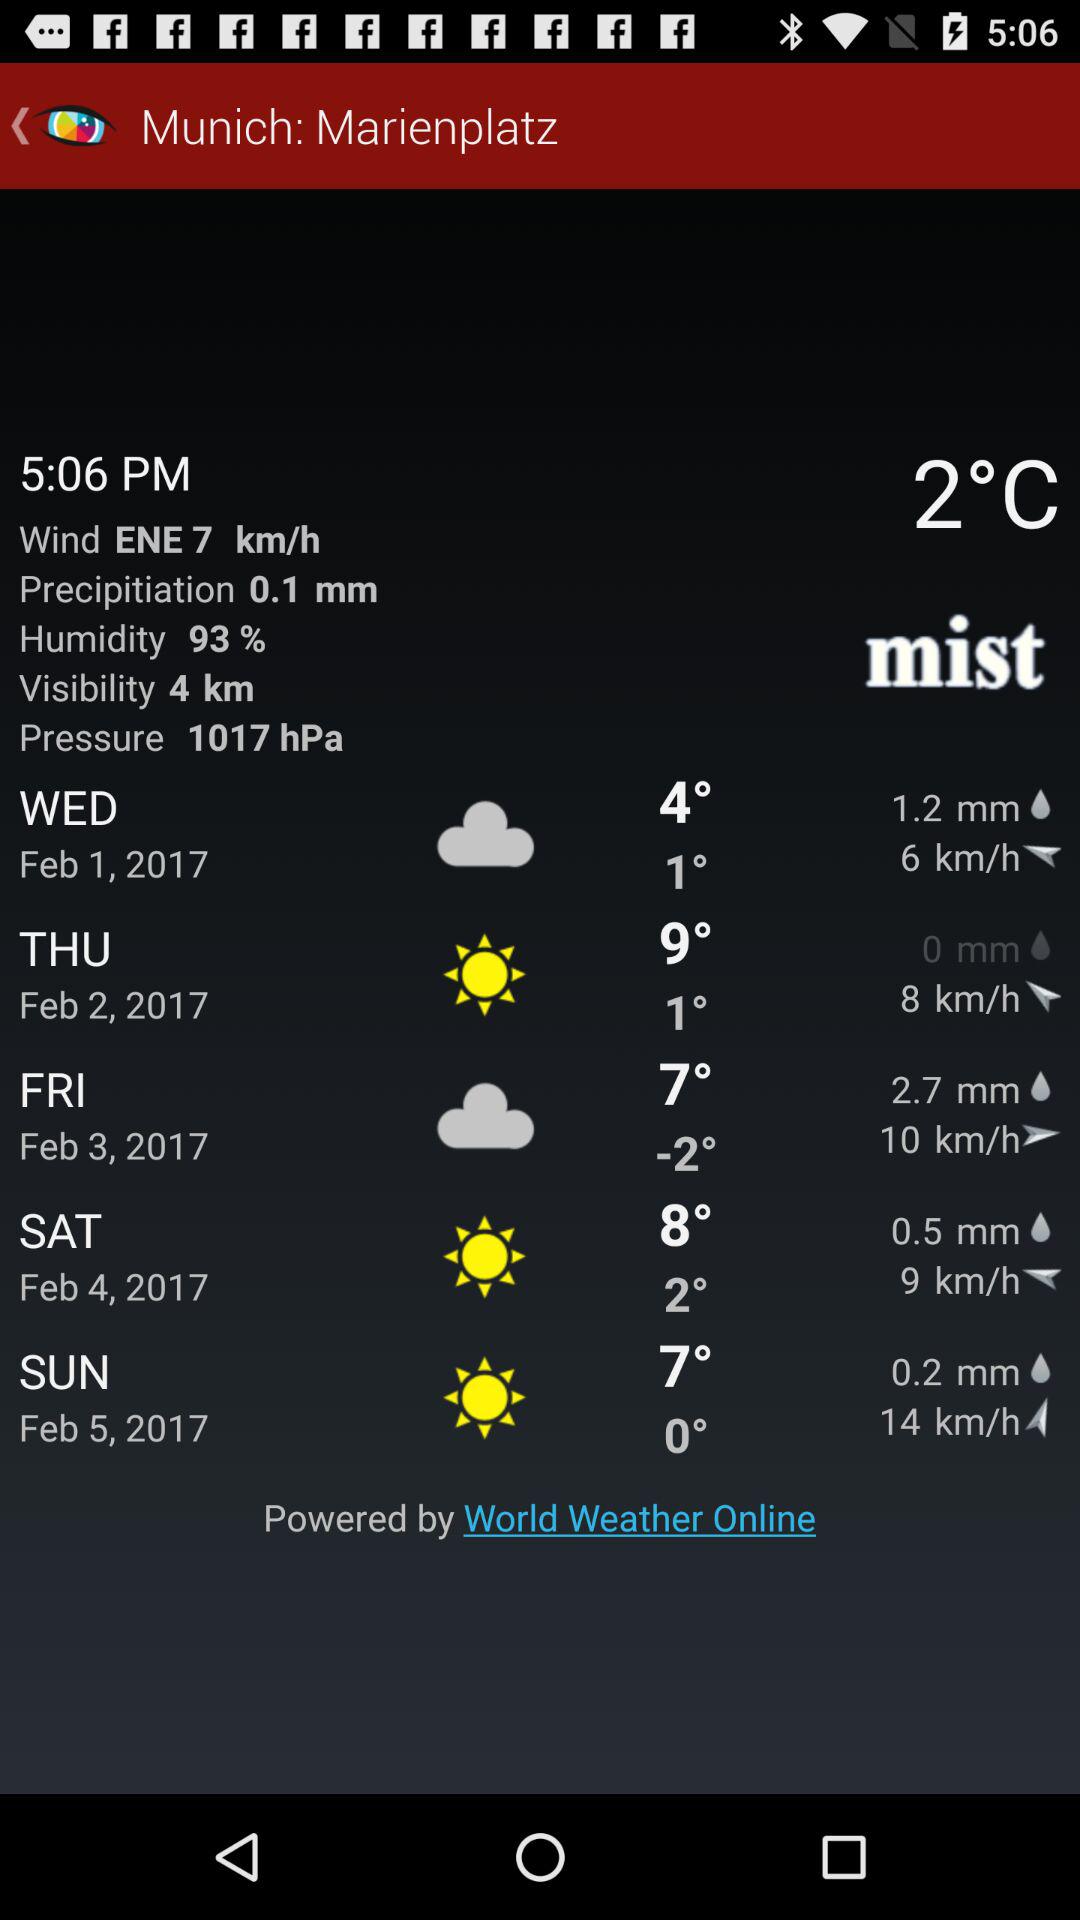 5:06
Munich: Marienplatz
5:06 PM
2°C
Wind ENE 7 km/h
Precipitiation 0.1 mm
Humidity 93 %
mist
Visibility 4 km
Pressure 1017 hPa
WED
4°
1.2 mm
Feb 1, 2017
1°
6 km/h
THU
9°
0 mm
Feb 2, 2017
1°
8 km/h
FRI
7°
2.7 mm
Feb 3, 2017
-2°
10 km/h
SAT
8°
0.5 mm
Feb 4, 2017
2°
9 km/h
SUN
7°
0.2 mm
Feb 5, 2017
0°
14 km/h
Powered by World Weather Online